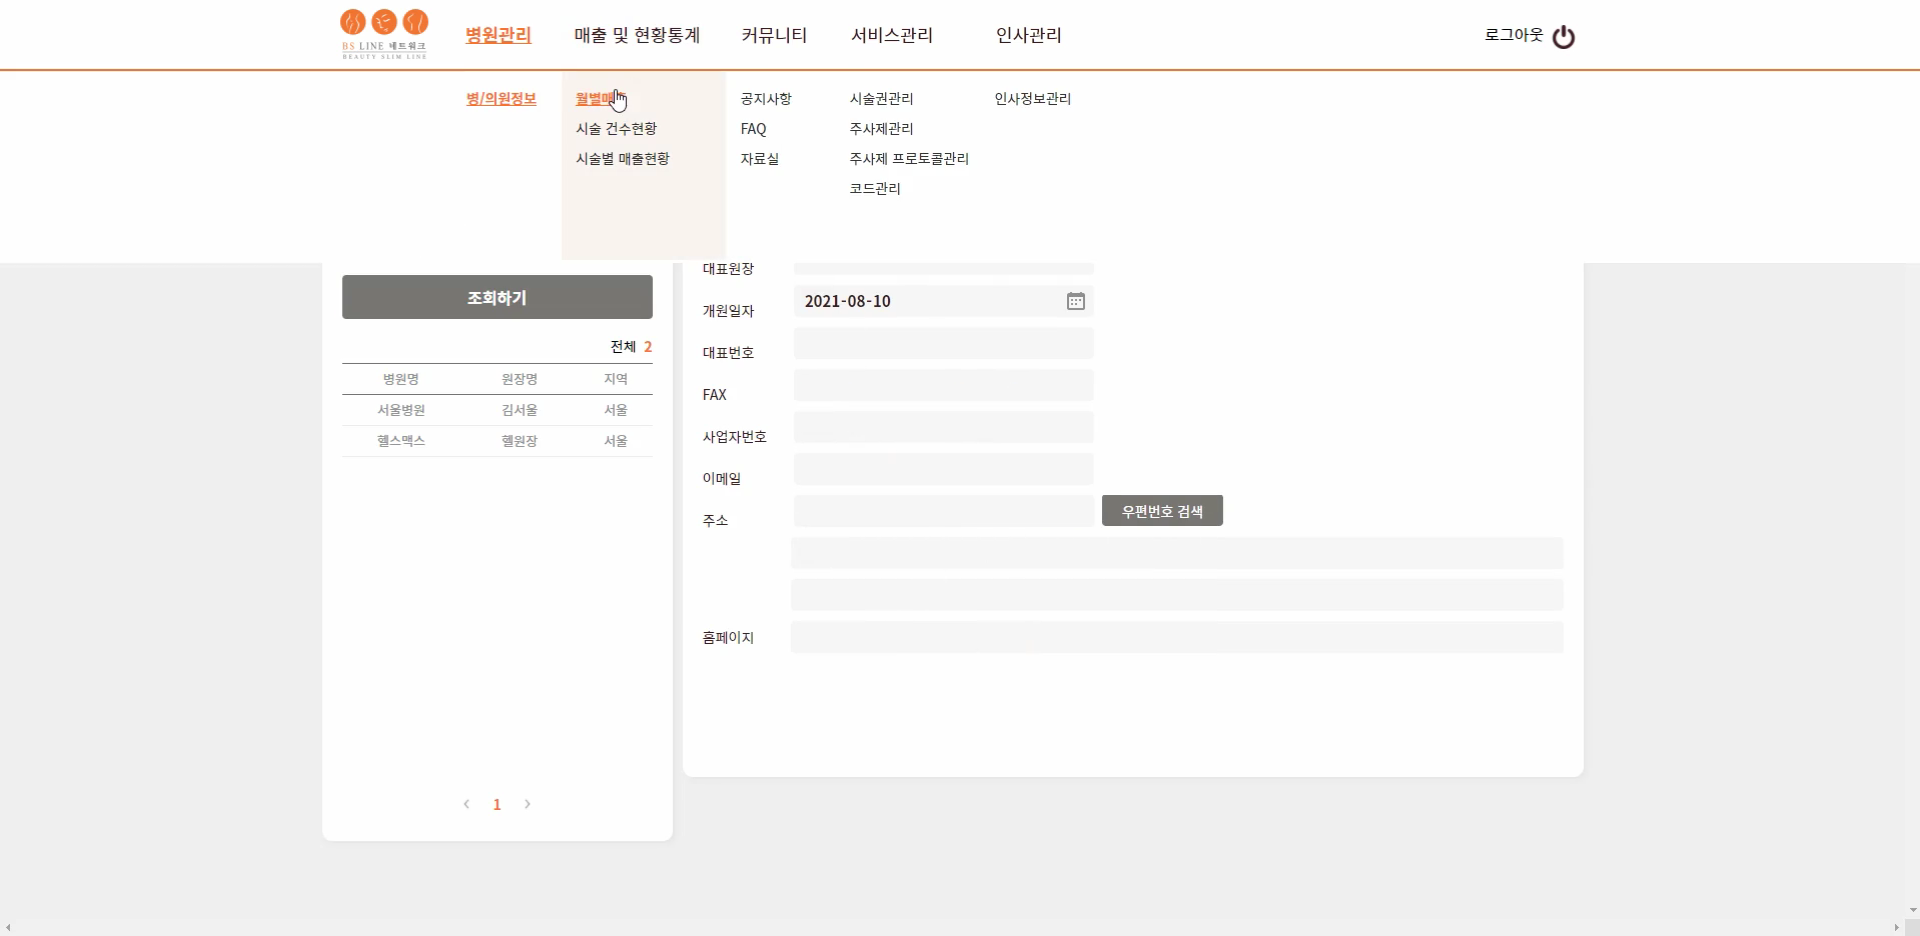 BS LINE 네트워크
BEAUTY SLIM LINE
병원관리 매출 및 현황통계 커뮤니티 서비스관리 인사관리
로그아웃
병/의원정보 월별매 공지사항 시술권관리 인사정보관리
시술 건수현황 FAQ 주사제관리
시술별 매출현황 자료실 주사제 프로토콜관리
코드관리
조회하기
전체 2
병원명 원장명 지역
서울병원 김서울 서울
헬스맥스 헬원장 서울
1
대표원장
개원일자 2021-08-10
대표번호
FAX
사업자번호
이메일
주소 우편번호 검색
홈페이지